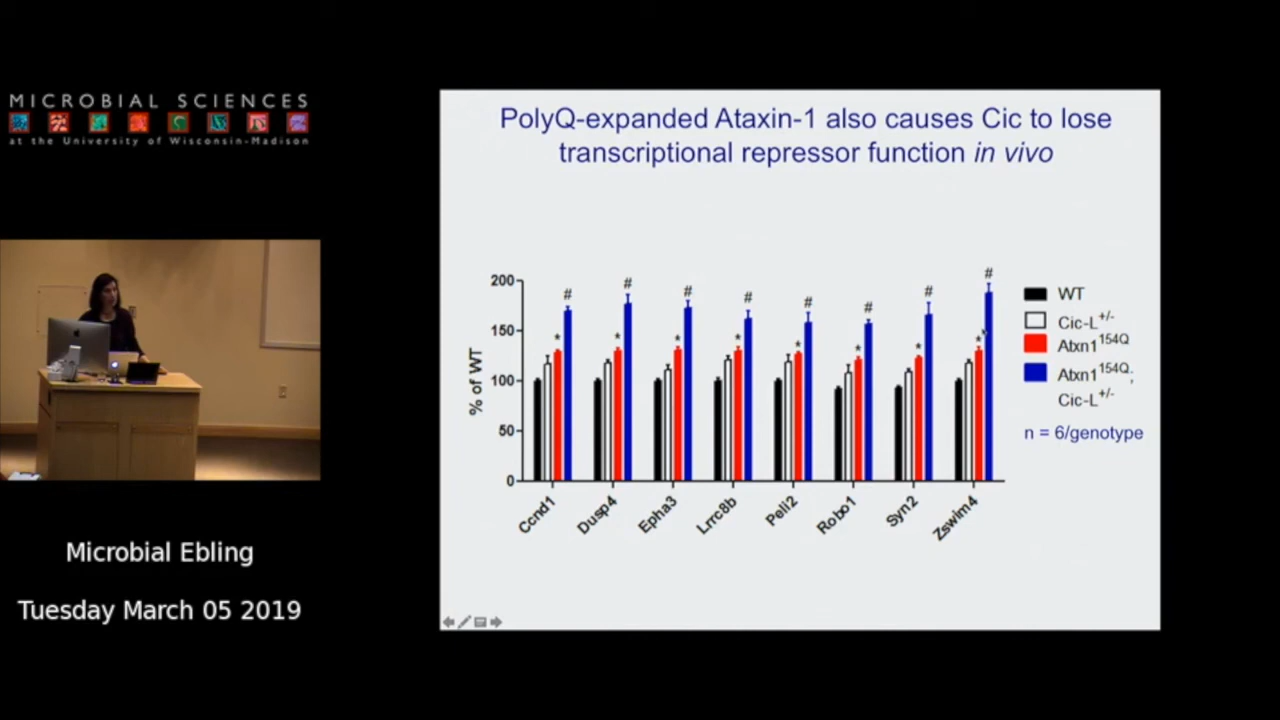 MICROBIAL SCIENCES
at the University of Wisconsin-Madison
Microbial Ebling
Tuesday March 05 2019
PolyQ-expanded Ataxin-1 also causes Cic to lose
transcriptional repressor function in vivo
% of WT
200
150
100
50
0
* # * # * # * # * # * # * # * #
Ccnd1
Dusp4
Epha3
Lrrc8b
Peli2
Robo1
Syn2
Zswim4
WT
Cic-L+/-
Atxn1154Q
Atxn1154Q;
Cic-L+/-
n = 6/genotype